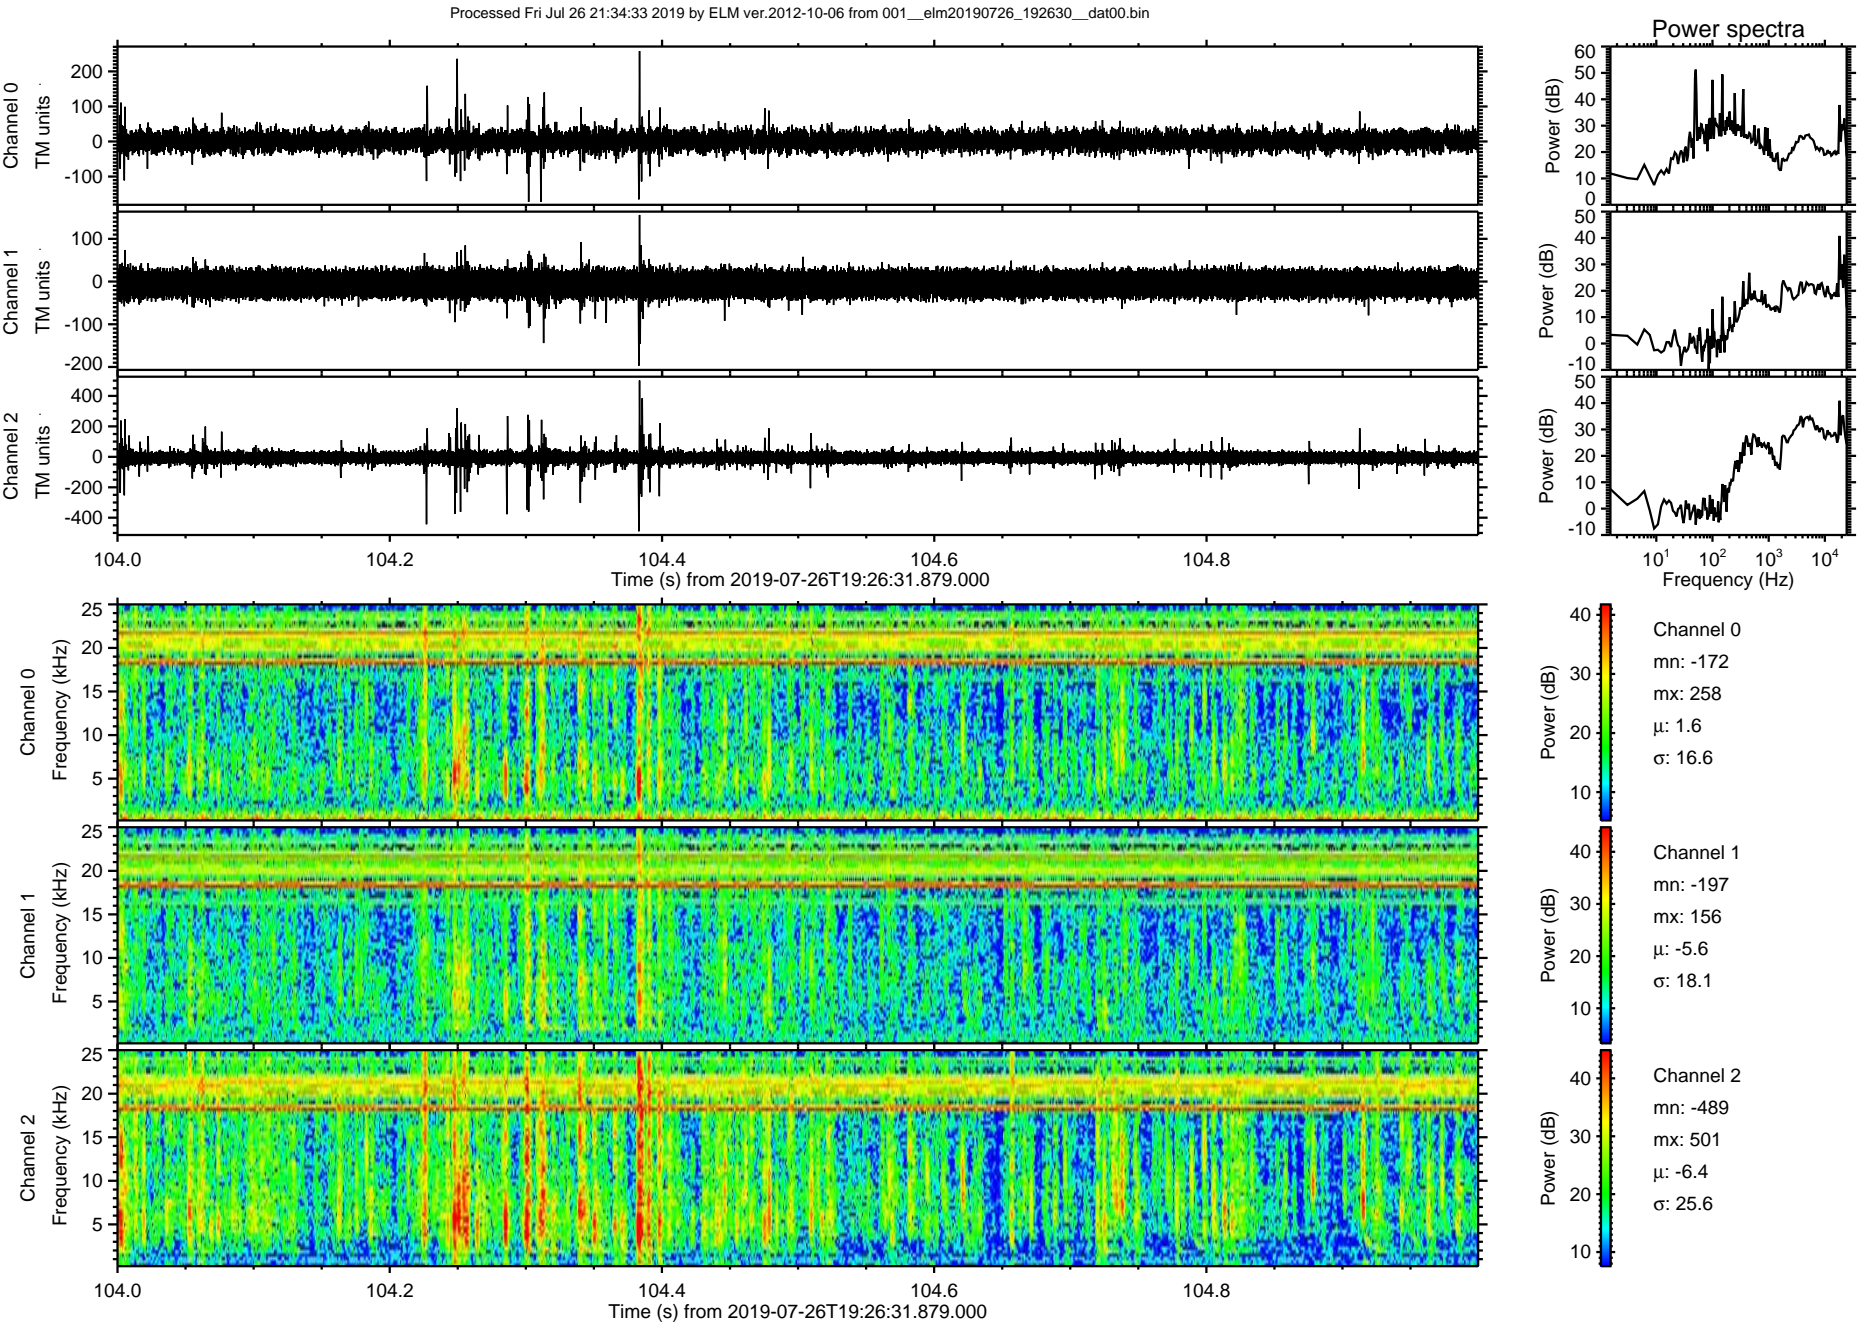 Processed Fri Jul 26 21:34:33 2019 by ELM ver.2012-10-06 from 001__elm20190726_192630__dat00.bin
Power spectra
Channel 0
TM units
200
100
0
-100
Power (dB)
60
50
40
30
20
10
0
Channel 1
TM units
100
0
-100
-200
Power (dB)
50
40
30
20
10
0
-10
Channel 2
TM units
400
200
0
-200
-400
Power (dB)
50
40
30
20
10
0
-10
104.0 104.2 104.4 104.6 104.8
Time (s) from 2019-07-26T19:26:31.879.000
10^1 10^2 10^3 10^4
Frequency (Hz)
Channel 0
Frequency (kHz)
25
20
15
10
5
Power (dB)
40
30
20
10
Channel 0
mn: -172
mx: 258
μ: 1.6
σ: 16.6
Channel 1
Frequency (kHz)
25
20
15
10
5
Power (dB)
40
30
20
10
Channel 1
mn: -197
mx: 156
μ: -5.6
σ: 18.1
Channel 2
Frequency (kHz)
25
20
15
10
5
Power (dB)
40
30
20
10
Channel 2
mn: -489
mx: 501
μ: -6.4
σ: 25.6
104.0 104.2 104.4 104.6 104.8
Time (s) from 2019-07-26T19:26:31.879.000